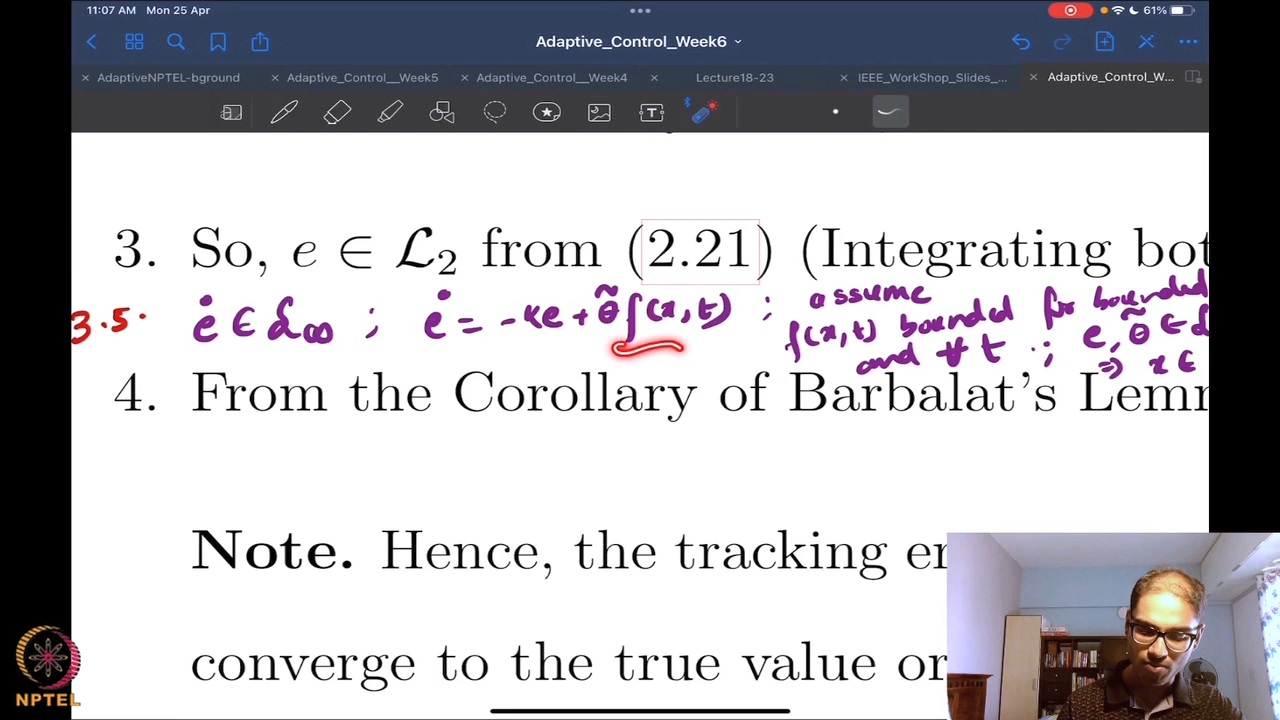 11:07 AM Mon 25 Apr
61%
Adaptive_Control_Week6
AdaptiveNPTEL-bground
Adaptive_Control__Week5
Adaptive_Control__Week4
Lecture18-23
IEEE_WorkShop_Slides_...
Adaptive_Control_W...
3. So, e ∈ ℒ₂ from (2.21) (Integrating bot
3.5. ė ∈ ℒ∞ ; ė = -ke + θ̃ f(x,t) ; assume
f(x,t) bounded for bounded
and ∀ t ; e, θ̃ ∈ ℒ
⇒ x ∈
4. From the Corollary of Barbalat's Lemm
Note. Hence, the tracking er
converge to the true value or
NPTEL